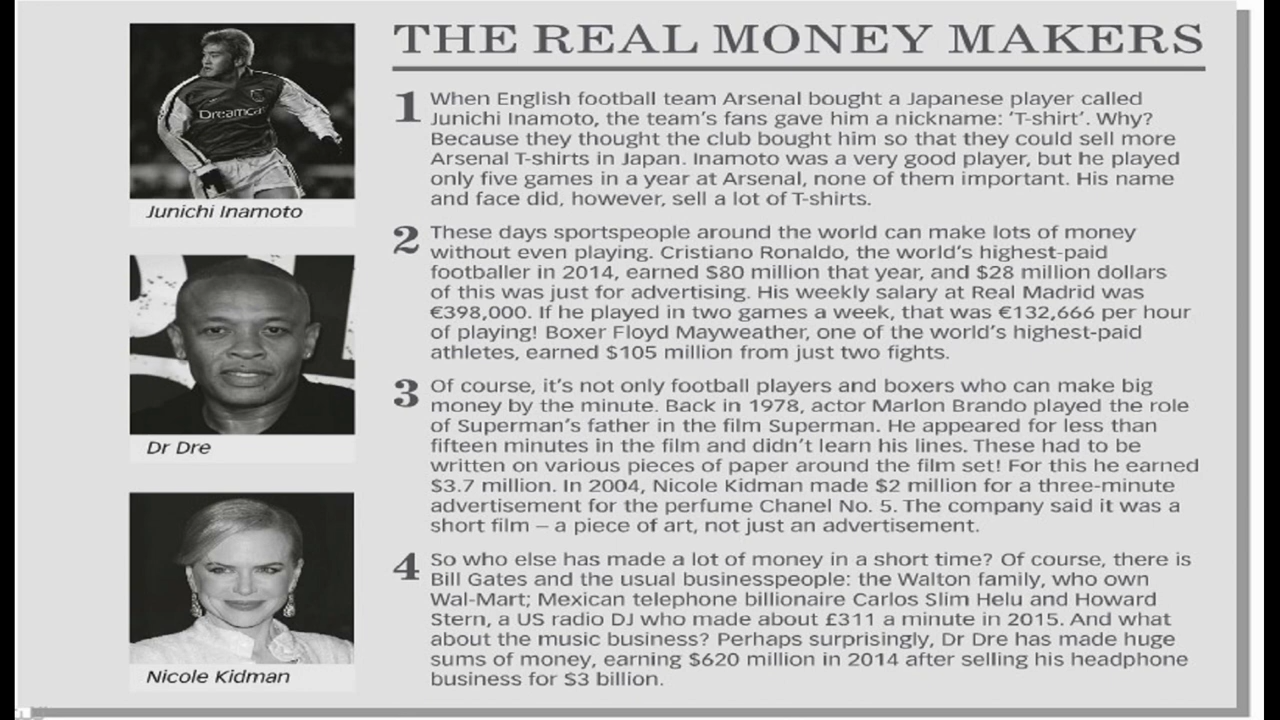 THE REAL MONEY MAKERS
1 When English football team Arsenal bought a Japanese player called
Junichi Inamoto, the team's fans gave him a nickname: 'T-shirt'. Why?
Because they thought the club bought him so that they could sell more
Arsenal T-shirts in Japan. Inamoto was a very good player, but he played
only five games in a year at Arsenal, none of them important. His name
and face did, however, sell a lot of T-shirts.
2 These days sportspeople around the world can make lots of money
without even playing. Cristiano Ronaldo, the world's highest-paid
footballer in 2014, earned $80 million that year, and $28 million dollars
of this was just for advertising. His weekly salary at Real Madrid was
€398,000. If he played in two games a week, that was €132,666 per hour
of playing! Boxer Floyd Mayweather, one of the world's highest-paid
athletes, earned $105 million from just two fights.
3 Of course, it's not only football players and boxers who can make big
money by the minute. Back in 1978, actor Marlon Brando played the role
of Superman's father in the film Superman. He appeared for less than
fifteen minutes in the film and didn't learn his lines. These had to be
written on various pieces of paper around the film set! For this he earned
$3.7 million. In 2004, Nicole Kidman made $2 million for a three-minute
advertisement for the perfume Chanel No. 5. The company said it was a
short film – a piece of art, not just an advertisement.
4 So who else has made a lot of money in a short time? Of course, there is
Bill Gates and the usual businesspeople: the Walton family, who own
Wal-Mart; Mexican telephone billionaire Carlos Slim Helu and Howard
Stern, a US radio DJ who made about £311 a minute in 2015. And what
about the music business? Perhaps surprisingly, Dr Dre has made huge
sums of money, earning $620 million in 2014 after selling his headphone
business for $3 billion.
Dreamca
Junichi Inamoto
Dr Dre
Nicole Kidman